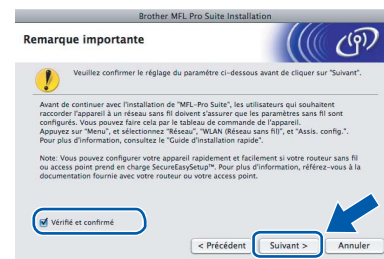 Brother MFL Pro Suite Installation
Remarque importante
Veuillez confirmer le réglage du paramètre ci-dessous avant de cliquer sur "Suivant".
Avant de continuer avec l'installation de "MFL-Pro Suite", les utilisateurs qui souhaitent
raccorder l'appareil à un réseau sans fil doivent s'assurer que les paramètres sans fil sont
configurés. Vous pouvez faire cela par le tableau de commande de l'appareil.
Appuyez sur "Menu", et sélectionnez "Réseau", "WLAN (Réseau sans fil)", et "Assis. config.".
Pour plus d'information, consultez le "Guide d'installation rapide".
Note: Vous pouvez configurer votre appareil rapidement et facilement si votre routeur sans fil
ou access point prend en charge SecureEasySetup™. Pour plus d'information, référez-vous à la
documentation fournie avec votre routeur ou votre access point.
Vérifié et confirmé
< Précédent Suivant > Annuler